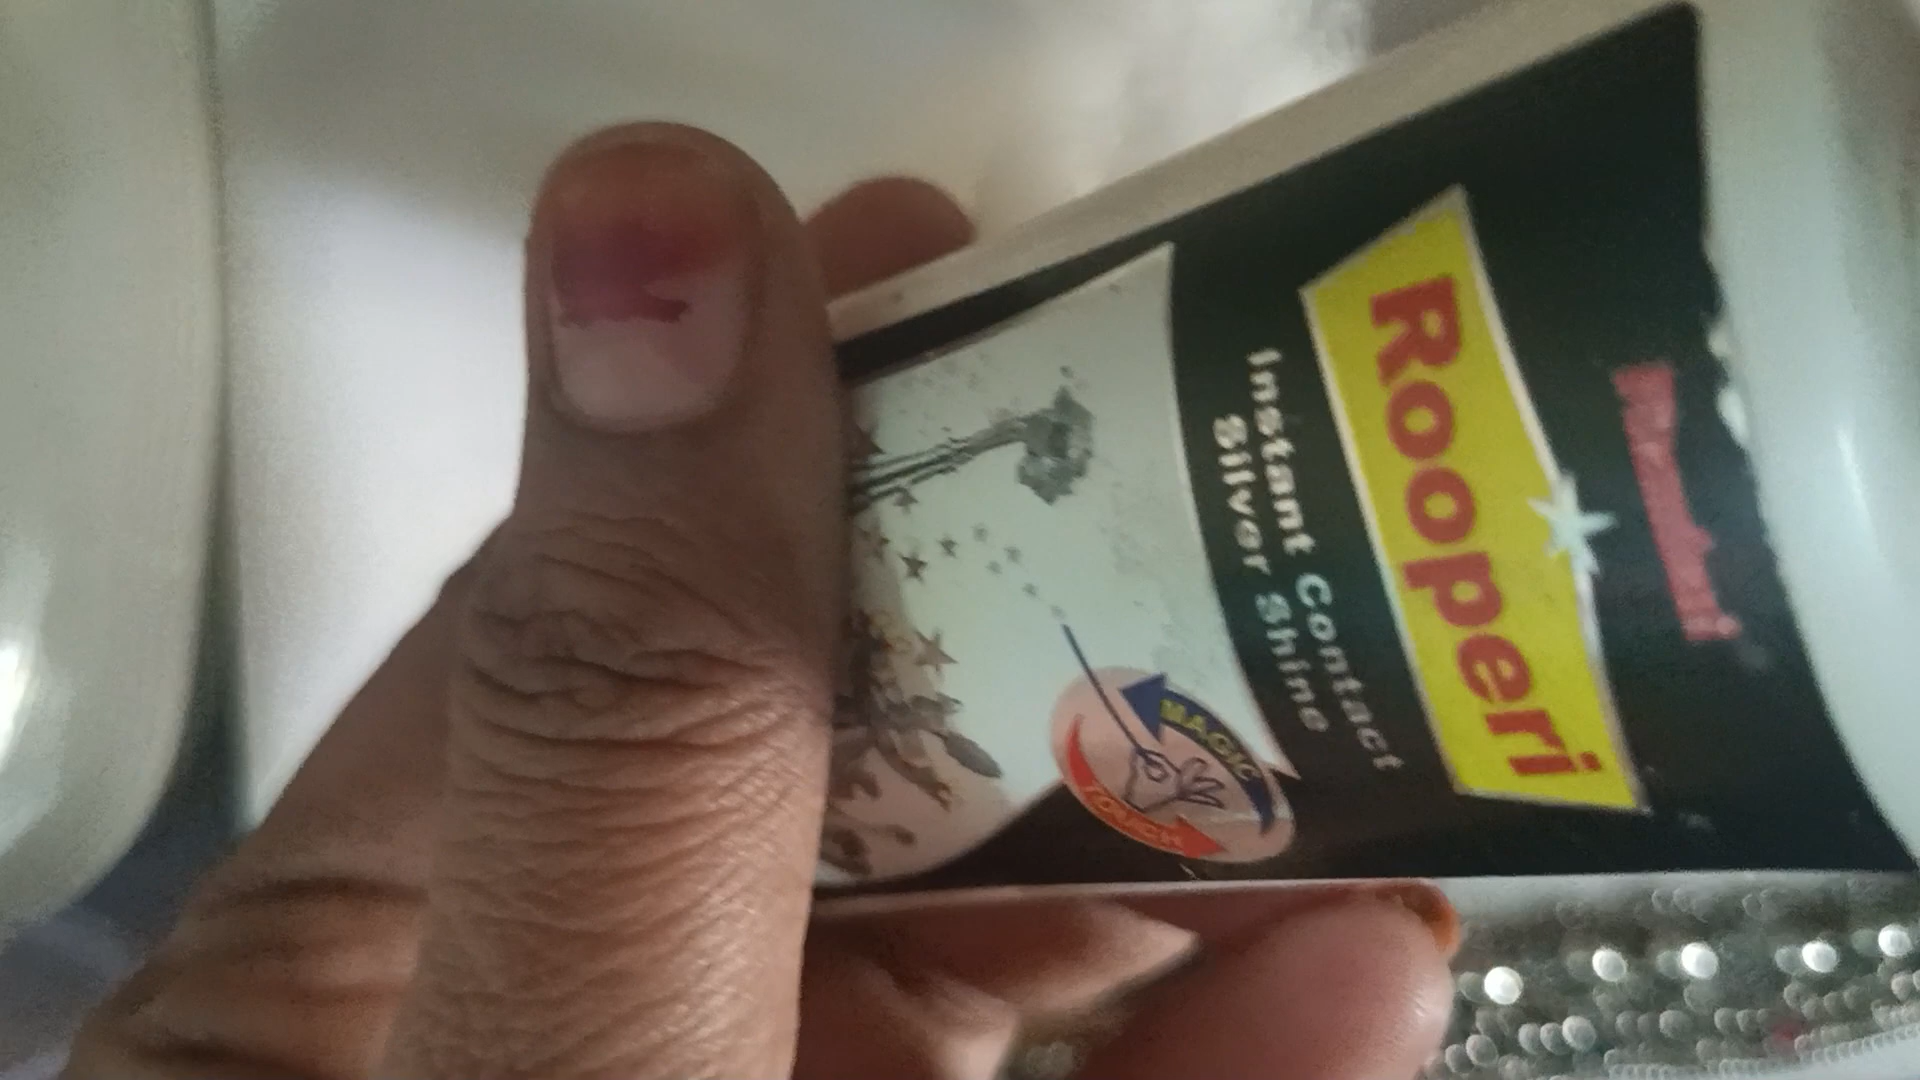 Rooperi
Instant Contact
Silver Shine
MAGIC
TOUCH